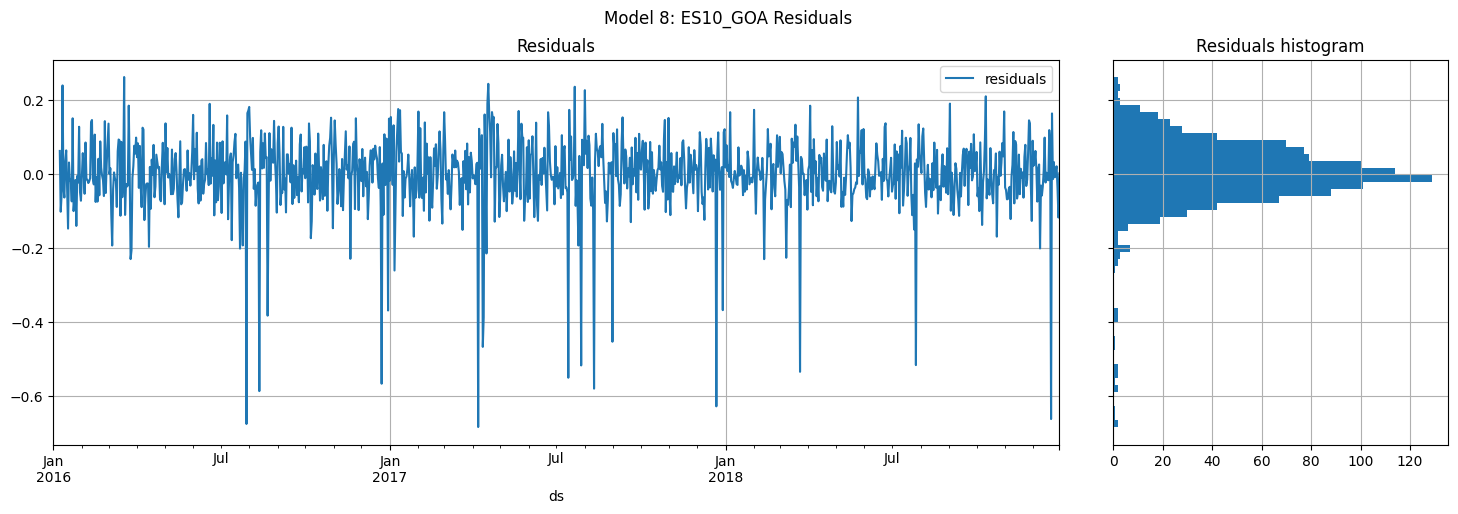 Model 8: ES10_GOA Residuals
Residuals
Residuals histogram
residuals
0.2
0.0
−0.2
−0.4
−0.6
Jan
2016
Jul
Jan
2017
Jul
Jan
2018
Jul
ds
0 20 40 60 80 100 120